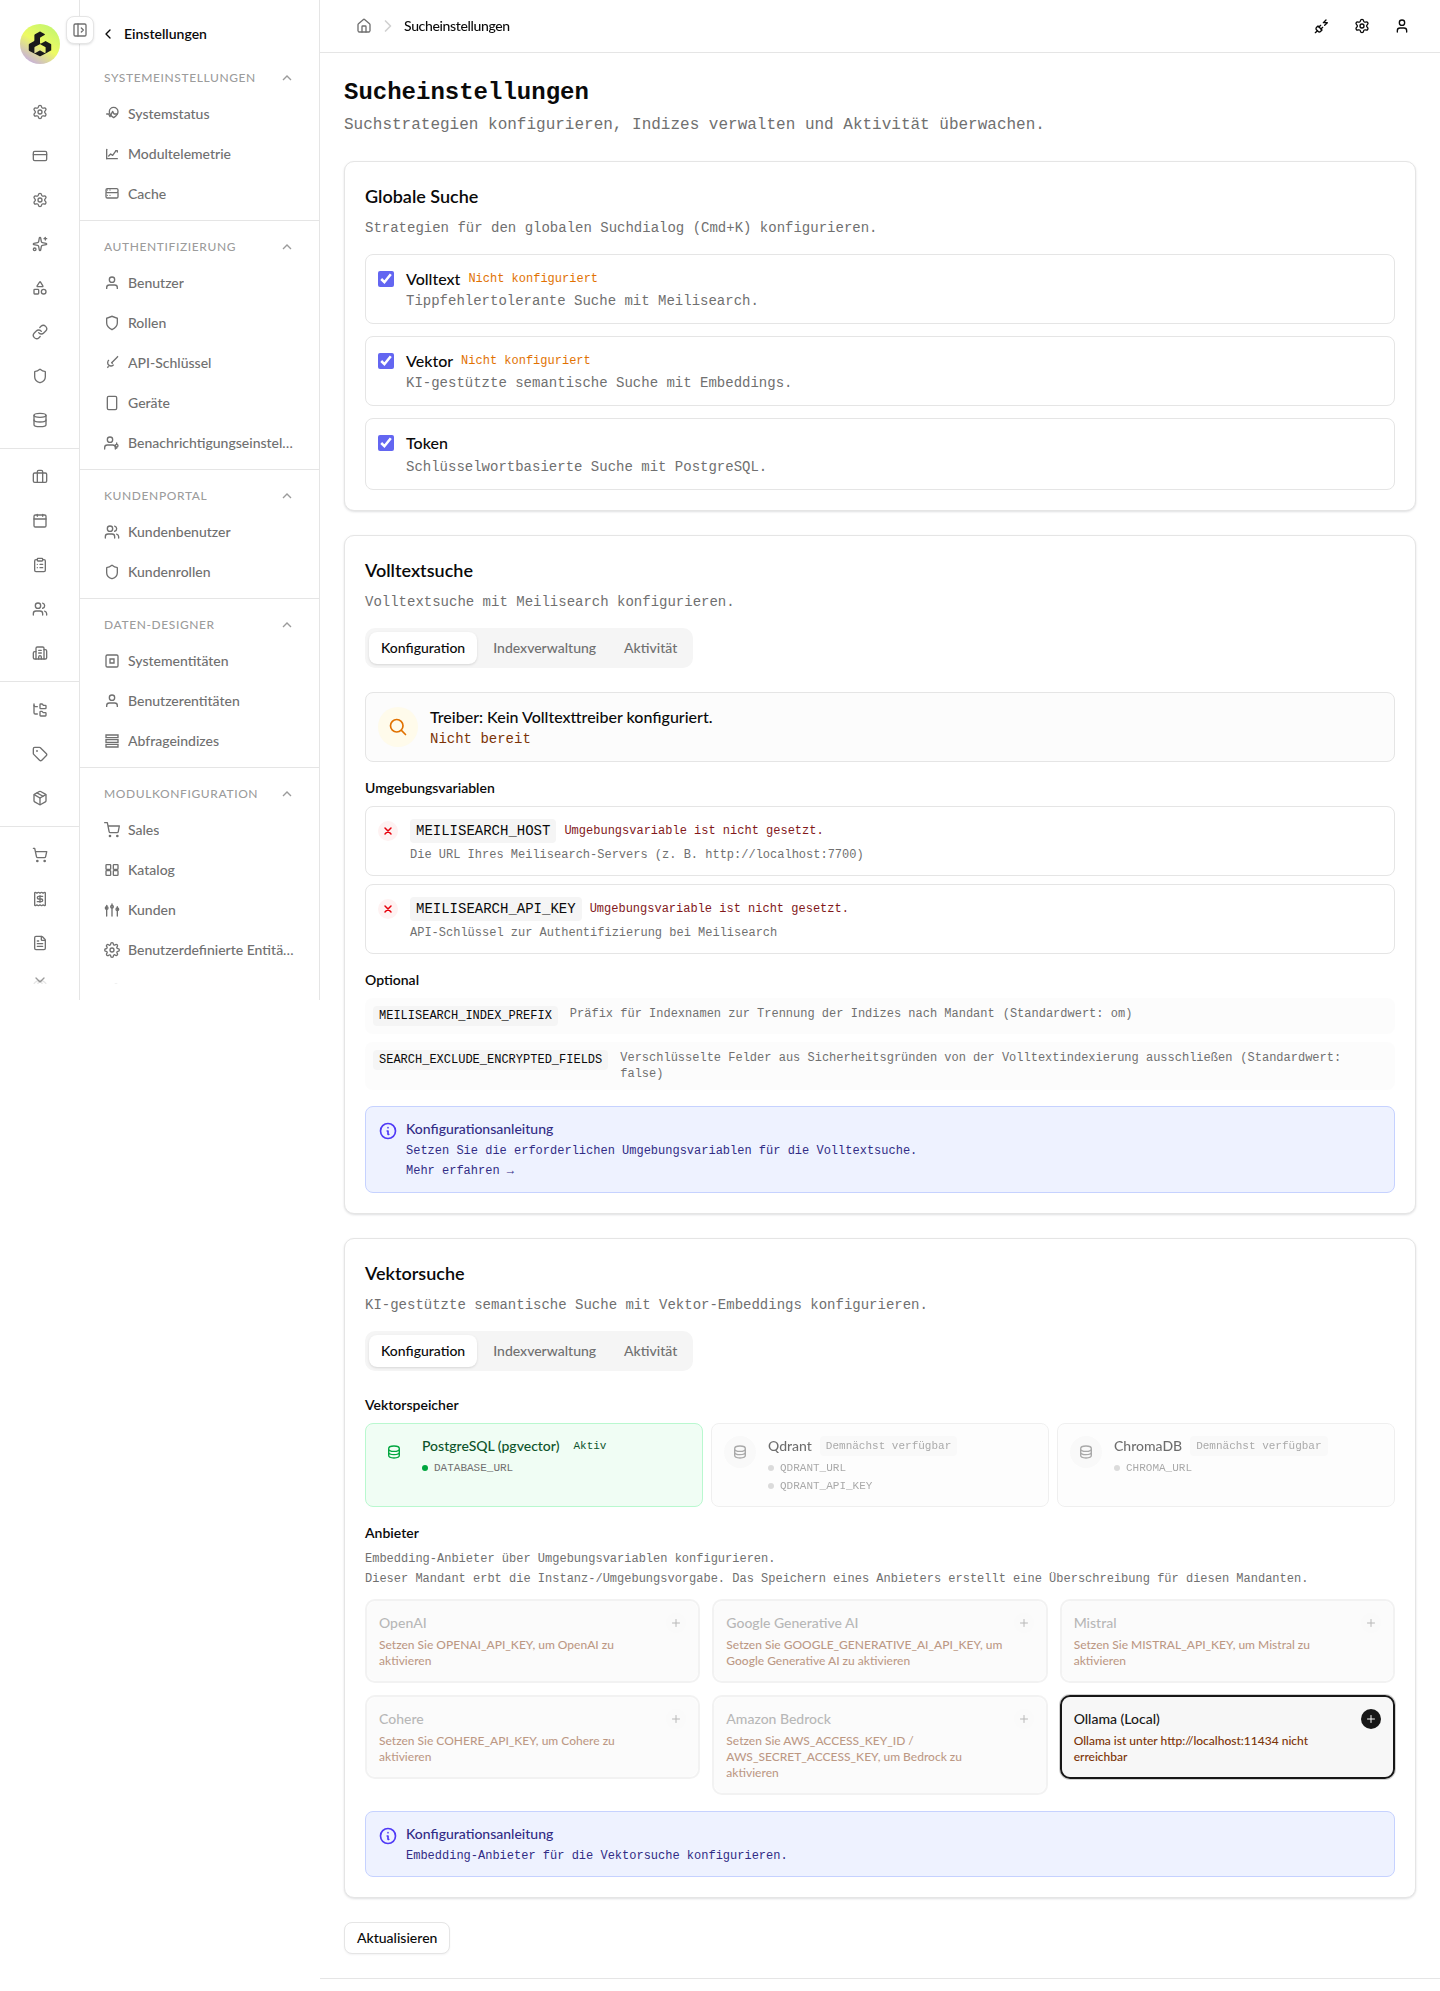 Einstellungen
SYSTEMEINSTELLUNGEN
Systemstatus
Modultelemetrie
Cache
AUTHENTIFIZIERUNG
Benutzer
Rollen
API-Schlüssel
Geräte
Benachrichtigungseinstel...
KUNDENPORTAL
Kundenbenutzer
Kundenrollen
DATEN-DESIGNER
Systementitäten
Benutzerentitäten
Abfrageindizes
MODULKONFIGURATION
Sales
Katalog
Kunden
Benutzerdefinierte Entitä...
Sucheinstellungen
Sucheinstellungen
Suchstrategien konfigurieren, Indizes verwalten und Aktivität überwachen.
Globale Suche
Strategien für den globalen Suchdialog (Cmd+K) konfigurieren.
Volltext Nicht konfiguriert
Tippfehlertolerante Suche mit Meilisearch.
Vektor Nicht konfiguriert
KI-gestützte semantische Suche mit Embeddings.
Token
Schlüsselwortbasierte Suche mit PostgreSQL.
Volltextsuche
Volltextsuche mit Meilisearch konfigurieren.
Konfiguration Indexverwaltung Aktivität
Treiber: Kein Volltexttreiber konfiguriert.
Nicht bereit
Umgebungsvariablen
MEILISEARCH_HOST Umgebungsvariable ist nicht gesetzt.
Die URL Ihres Meilisearch-Servers (z. B. http://localhost:7700)
MEILISEARCH_API_KEY Umgebungsvariable ist nicht gesetzt.
API-Schlüssel zur Authentifizierung bei Meilisearch
Optional
MEILISEARCH_INDEX_PREFIX Präfix für Indexnamen zur Trennung der Indizes nach Mandant (Standardwert: om)
SEARCH_EXCLUDE_ENCRYPTED_FIELDS Verschlüsselte Felder aus Sicherheitsgründen von der Volltextindexierung ausschließen (Standardwert:
false)
Konfigurationsanleitung
Setzen Sie die erforderlichen Umgebungsvariablen für die Volltextsuche.
Mehr erfahren →
Vektorsuche
KI-gestützte semantische Suche mit Vektor-Embeddings konfigurieren.
Konfiguration Indexverwaltung Aktivität
Vektorspeicher
PostgreSQL (pgvector) Aktiv
DATABASE_URL
Qdrant Demnächst verfügbar
QDRANT_URL
QDRANT_API_KEY
ChromaDB Demnächst verfügbar
CHROMA_URL
Anbieter
Embedding-Anbieter über Umgebungsvariablen konfigurieren.
Dieser Mandant erbt die Instanz-/Umgebungsvorgabe. Das Speichern eines Anbieters erstellt eine Überschreibung für diesen Mandanten.
OpenAI
Setzen Sie OPENAI_API_KEY, um OpenAI zu
aktivieren
Google Generative AI
Setzen Sie GOOGLE_GENERATIVE_AI_API_KEY, um
Google Generative AI zu aktivieren
Mistral
Setzen Sie MISTRAL_API_KEY, um Mistral zu
aktivieren
Cohere
Setzen Sie COHERE_API_KEY, um Cohere zu
aktivieren
Amazon Bedrock
Setzen Sie AWS_ACCESS_KEY_ID /
AWS_SECRET_ACCESS_KEY, um Bedrock zu
aktivieren
Ollama (Local)
Ollama ist unter http://localhost:11434 nicht
erreichbar
Konfigurationsanleitung
Embedding-Anbieter für die Vektorsuche konfigurieren.
Aktualisieren